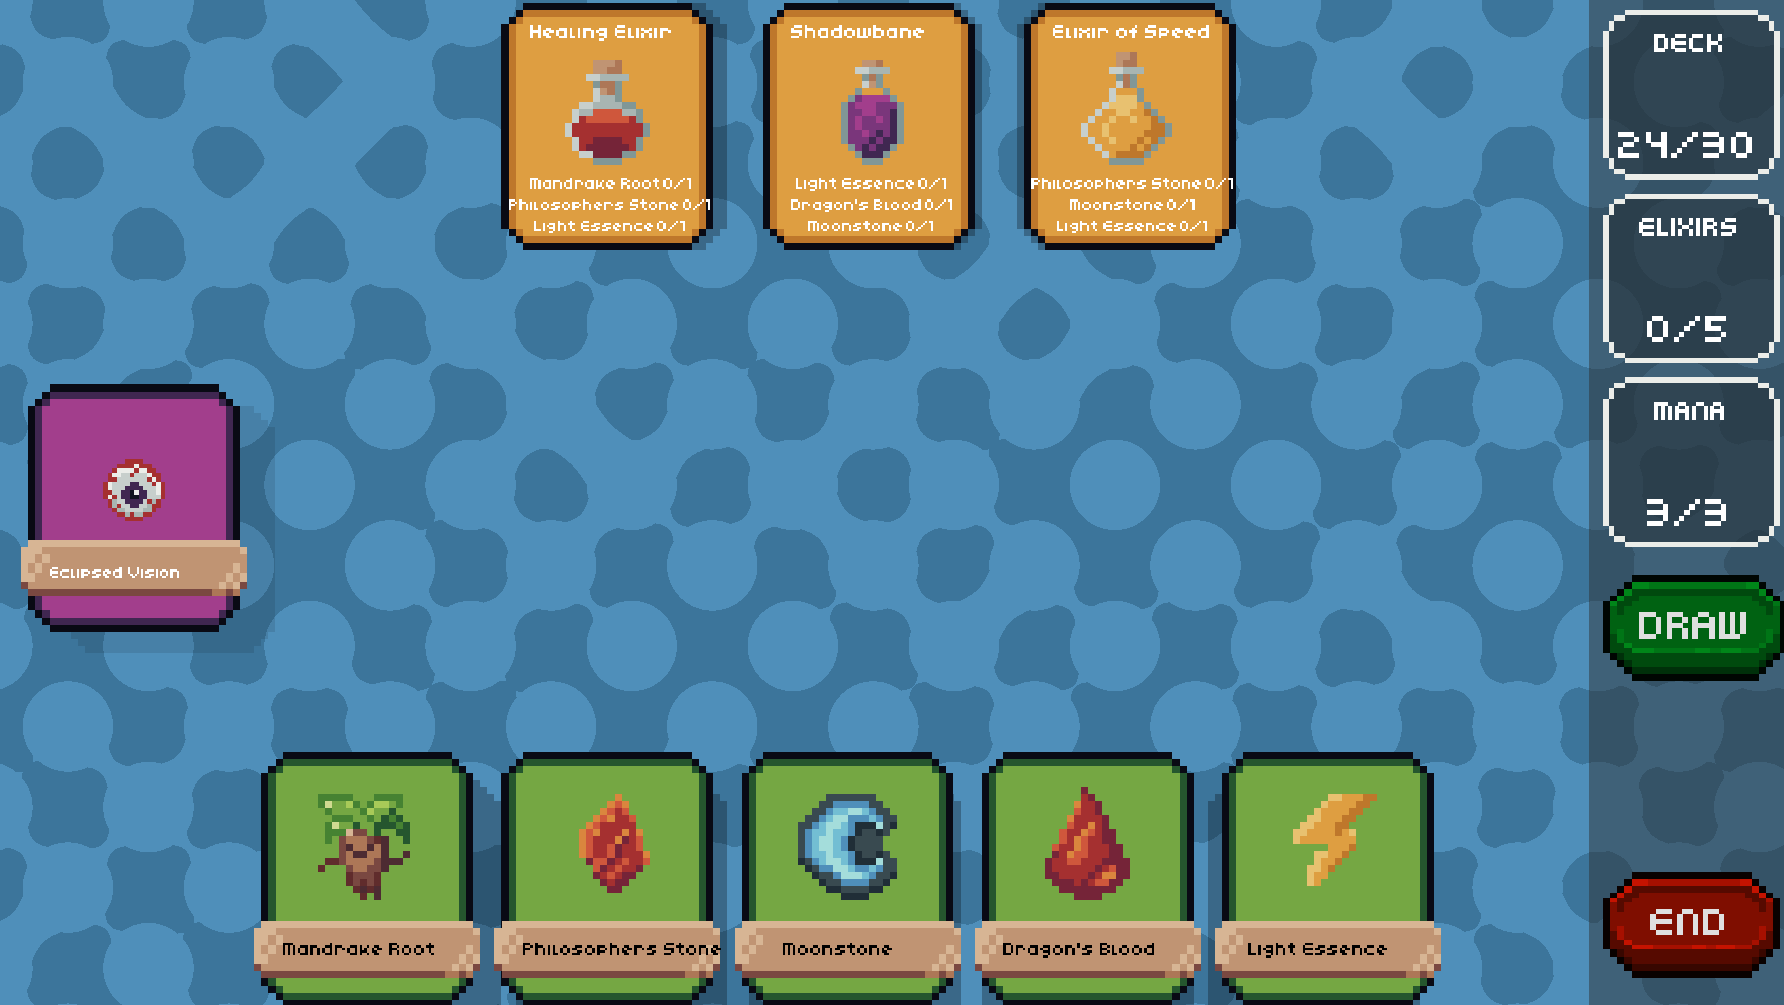 Healing Elixir
Mandrake Root 0/1
Philosophers Stone 0/1
Light Essence 0/1
Shadowbane
Light Essence 0/1
Dragon's Blood 0/1
Moonstone 0/1
Elixir of Speed
Philosophers Stone 0/1
Moonstone 0/1
Light Essence 0/1
DECK
24/30
ELIXIRS
0/5
MANA
3/3
DRAW
END
Eclipsed Vision
Mandrake Root
Philosophers Stone
Moonstone
Dragon's Blood
Light Essence